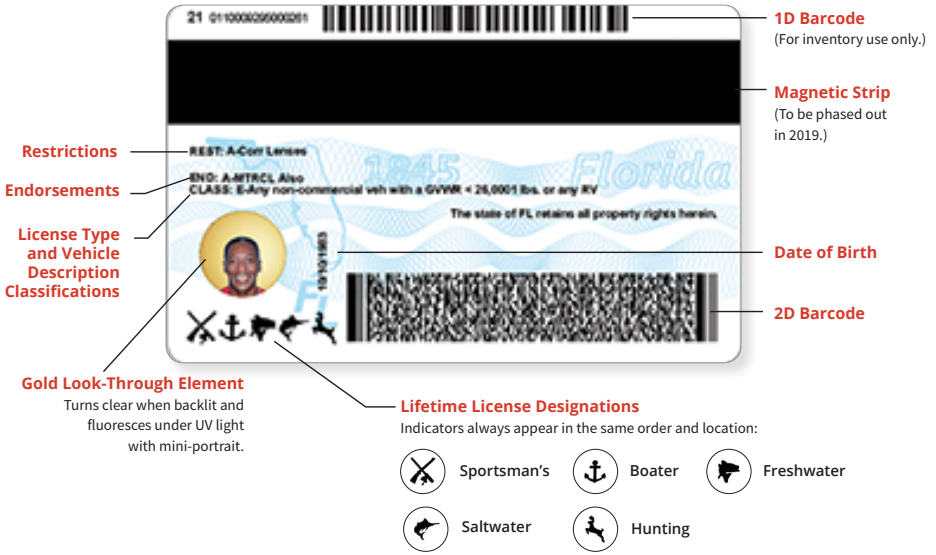 21 0110000295000261
1D Barcode
(For inventory use only.)
Magnetic Strip
(To be phased out
in 2019.)
Restrictions
REST: A-Corr Lenses
1845 Florida
Endorsements
END: A-MTRCL Also
CLASS: E-Any non-commercial veh with a GVWR < 26,0001 lbs. or any RV
The state of FL retains all property rights herein.
License Type
and Vehicle
Description
Classifications
10/10/1963
Date of Birth
FL
2D Barcode
Gold Look-Through Element
Turns clear when backlit and
fluoresces under UV light
with mini-portrait.
Lifetime License Designations
Indicators always appear in the same order and location:
Sportsman's
Boater
Freshwater
Saltwater
Hunting